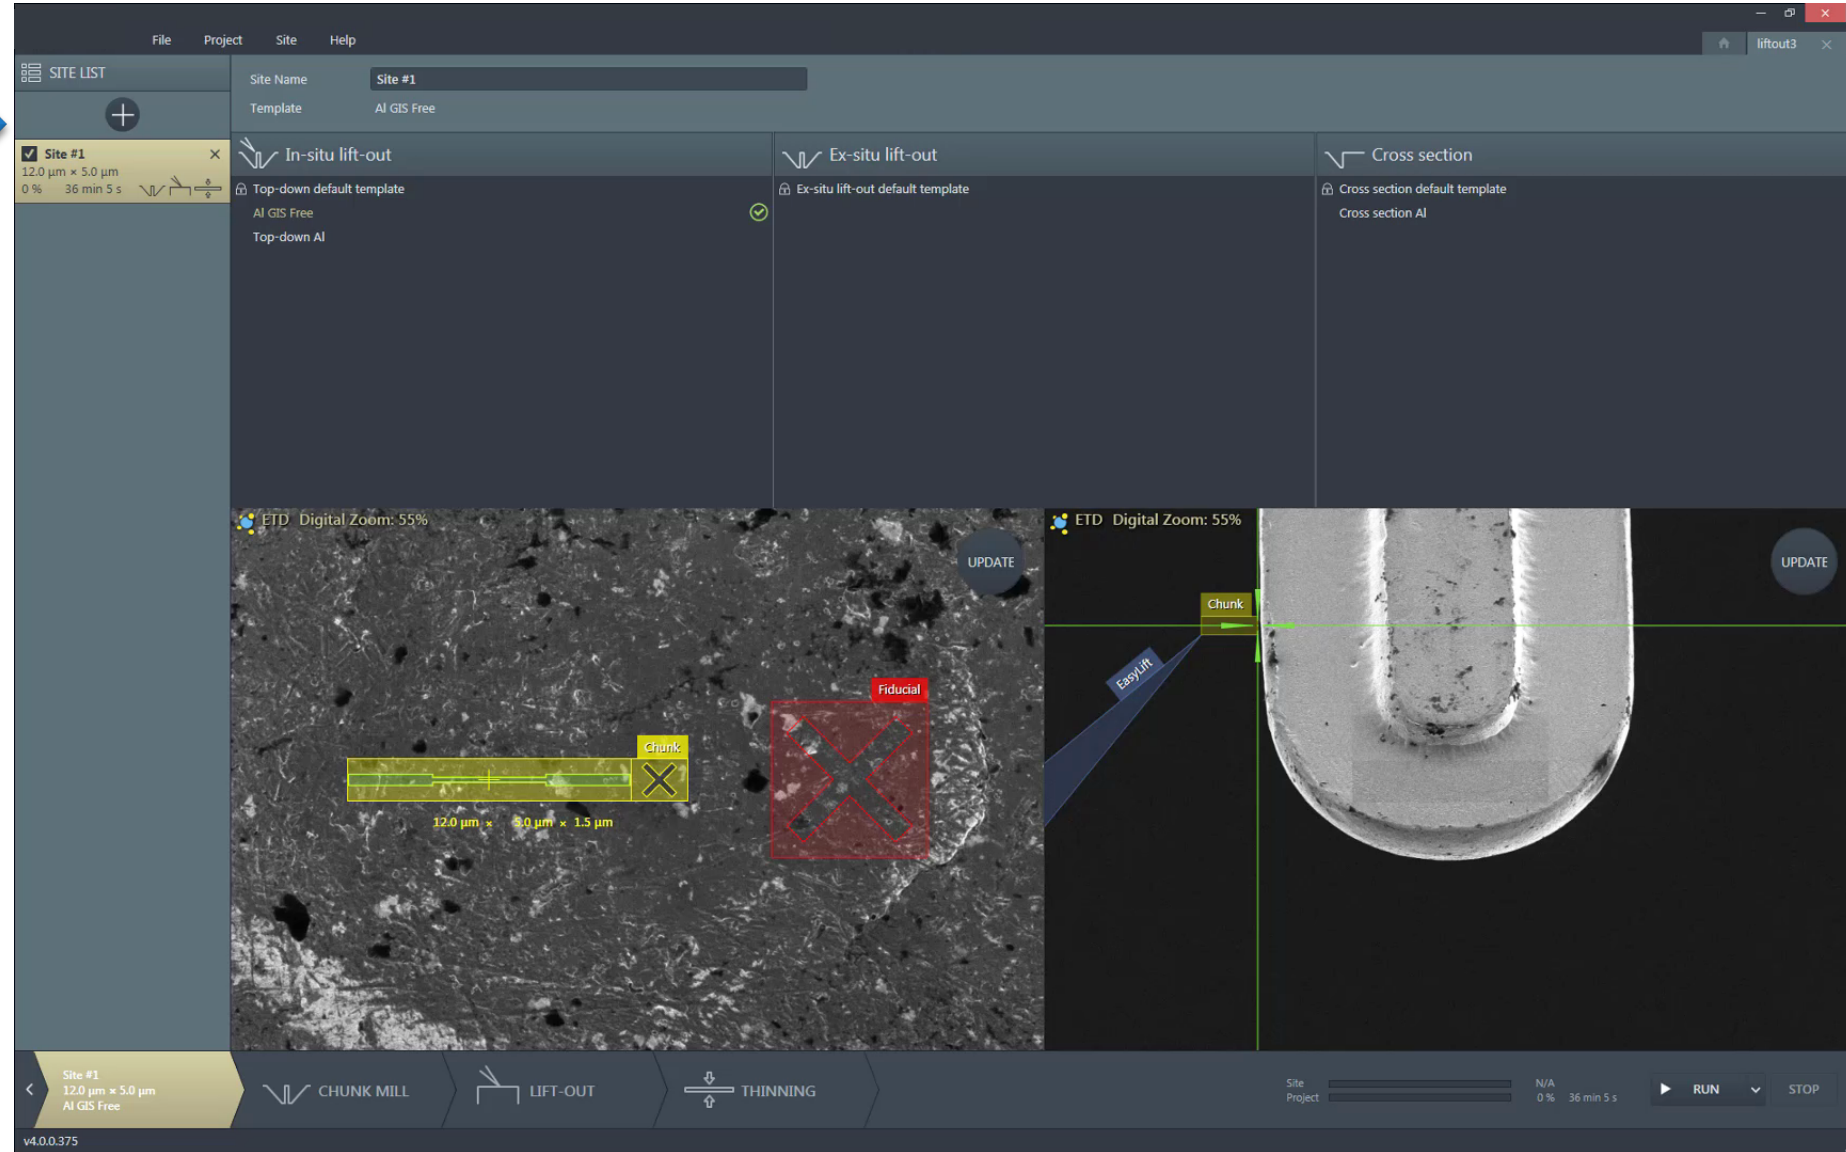 File Project Site Help
liftout3
SITE LIST
Site Name Site #1
Template Al GIS Free
Site #1
12.0 µm × 5.0 µm
0 % 36 min 5 s
In-situ lift-out
Top-down default template
Al GIS Free
Top-down Al
Ex-situ lift-out
Ex-situ lift-out default template
Cross section
Cross section default template
Cross section Al
ETD Digital Zoom: 55%
UPDATE
Fiducial
Chunk
12.0 µm × 5.0 µm × 1.5 µm
ETD Digital Zoom: 55%
UPDATE
Chunk
EasyLift
Site #1
12.0 µm × 5.0 µm
Al GIS Free
CHUNK MILL
LIFT-OUT
THINNING
Site N/A
Project 0 % 36 min 5 s
RUN
STOP
v4.0.0.375